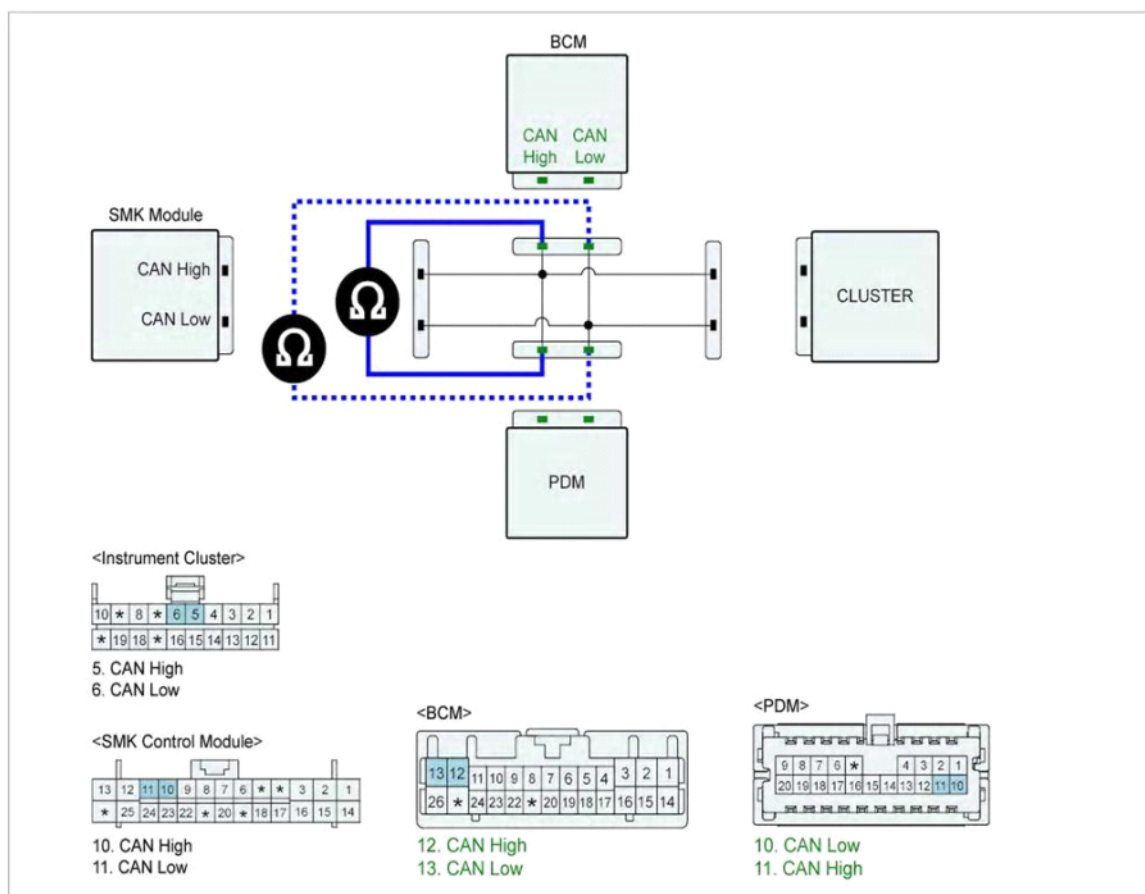 BCM
CAN CAN
High Low
SMK Module
CAN High
CAN Low
Ω
Ω
CLUSTER
PDM
<Instrument Cluster>
10 * 8 * 6 5 4 3 2 1
* 19 18 * 16 15 14 13 12 11
5. CAN High
6. CAN Low
<SMK Control Module>
13 12 11 10 9 8 7 6 * * 3 2 1
* 25 24 23 22 * 20 * 18 17 16 15 14
10. CAN High
11. CAN Low
<BCM>
13 12 11 10 9 8 7 6 5 4 3 2 1
26 * 24 23 22 * 20 19 18 17 16 15 14
12. CAN High
13. CAN Low
<PDM>
9 8 7 6 * 4 3 2 1
20 19 18 17 16 15 14 13 12 11 10
10. CAN Low
11. CAN High